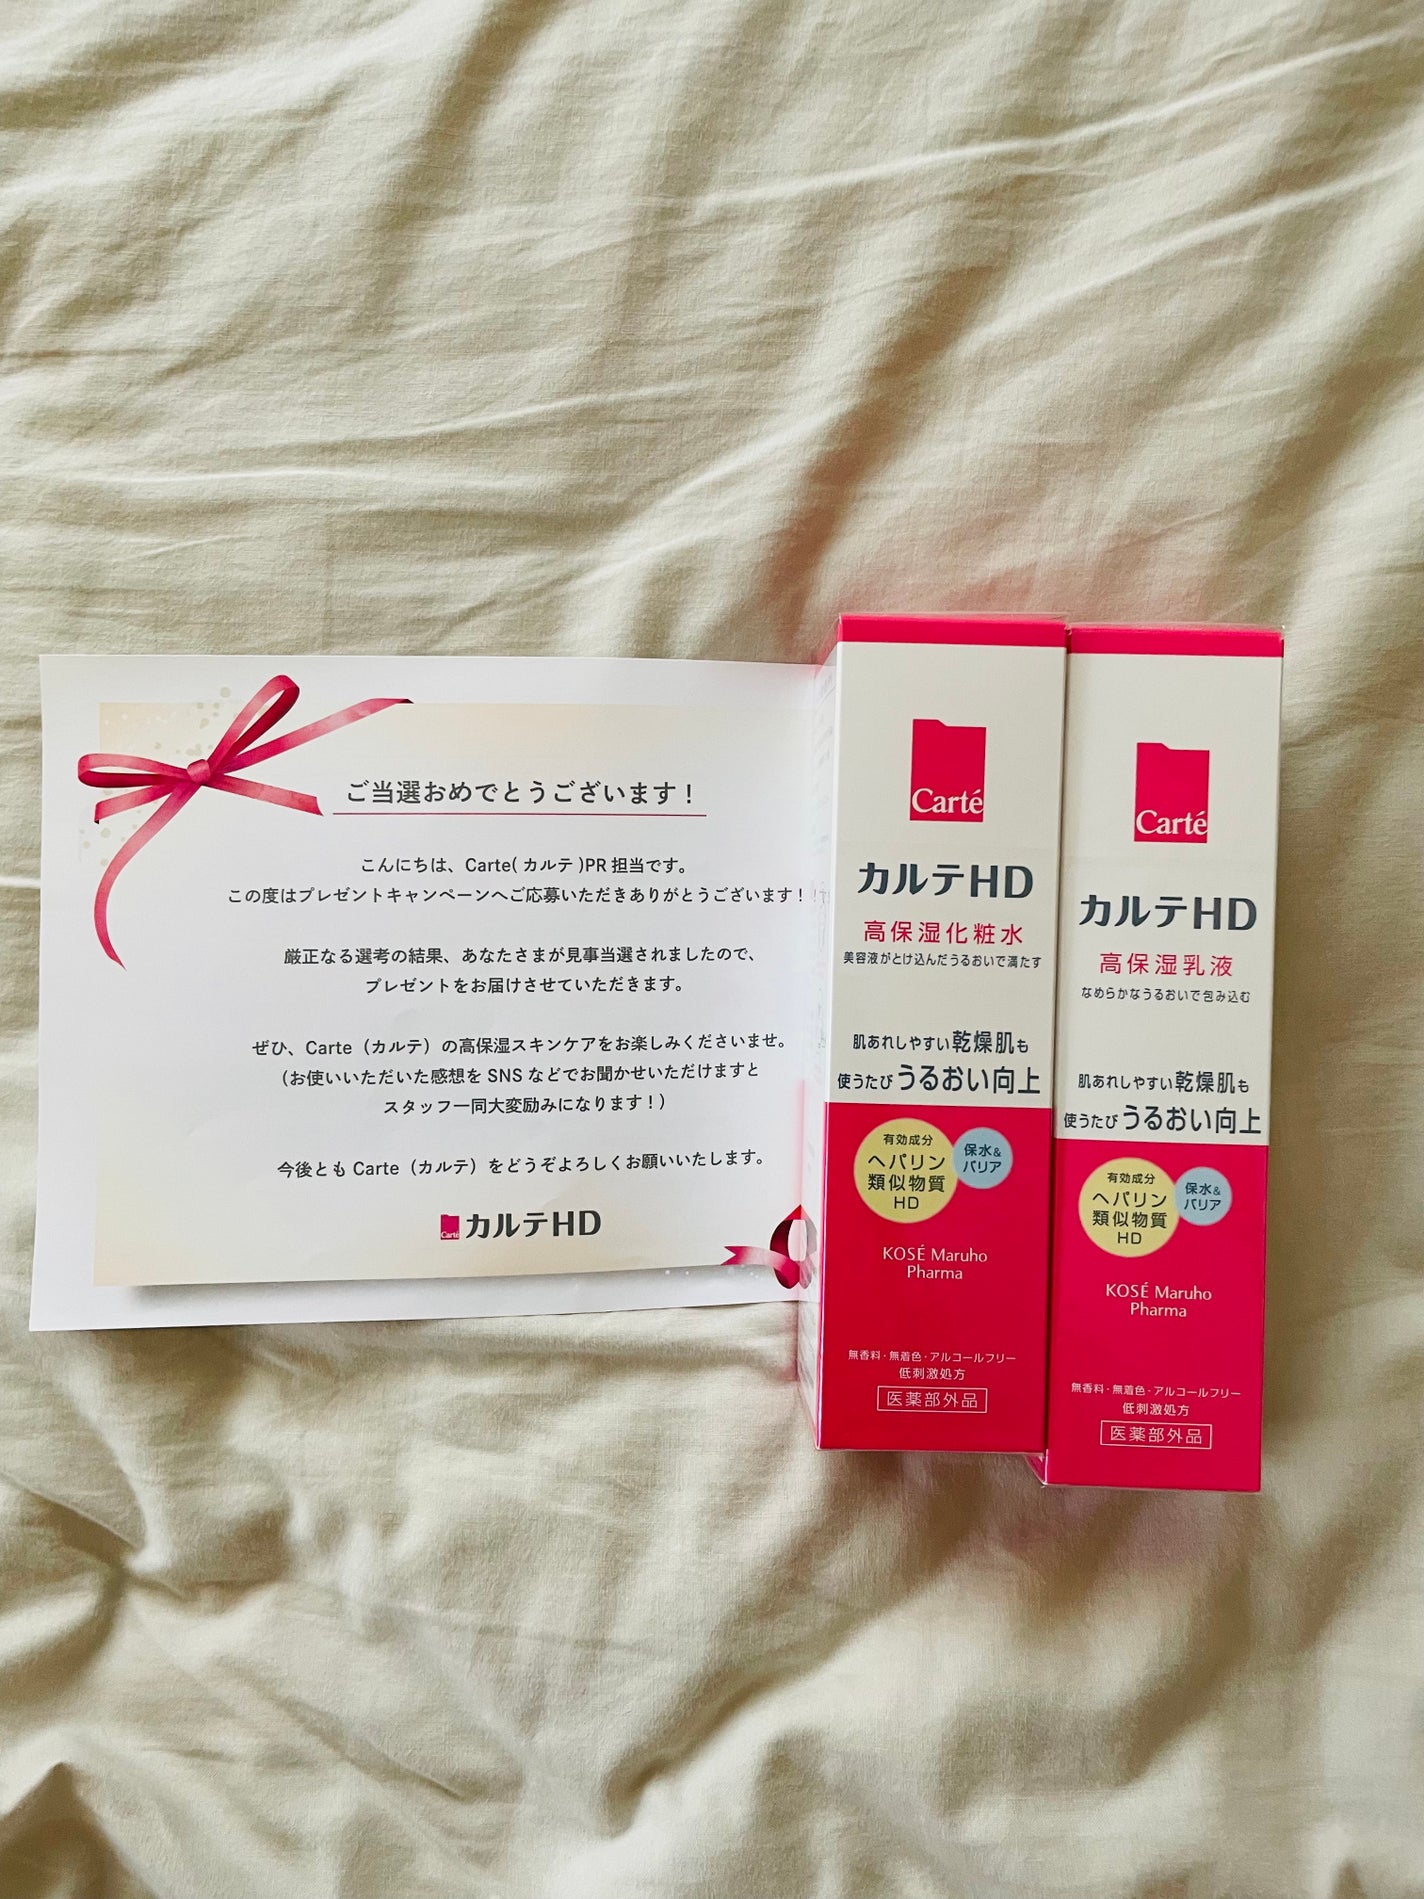 ご当選おめでとうございます！
こんにちは、Carte(カルテ)PR担当です。
この度はプレゼントキャンペーンへご応募いただきありがとうございます！
厳正なる選考の結果、あなたさまが見事当選されましたので、
プレゼントをお届けさせていただきます。
ぜひ、Carte（カルテ）の高保湿スキンケアをお楽しみくださいませ。
（お使いいただいた感想をSNSなどでお聞かせいただけますと
スタッフ一同大変励みになります！）
今後ともCarte（カルテ）をどうぞよろしくお願いいたします。
Carté カルテHD
Carté
カルテHD
高保湿化粧水
美容液がとけ込んだうるおいで満たす
肌あれしやすい乾燥肌も
使うたびうるおい向上
有効成分
ヘパリン
類似物質
HD
保水&
バリア
KOSÉ Maruho
Pharma
無香料・無着色・アルコールフリー
低刺激処方
医薬部外品
Carté
カルテHD
高保湿乳液
なめらかなうるおいで包み込む
肌あれしやすい乾燥肌も
使うたびうるおい向上
有効成分
ヘパリン
類似物質
HD
保水&
バリア
KOSÉ Maruho
Pharma
無香料・無着色・アルコールフリー
低刺激処方
医薬部外品